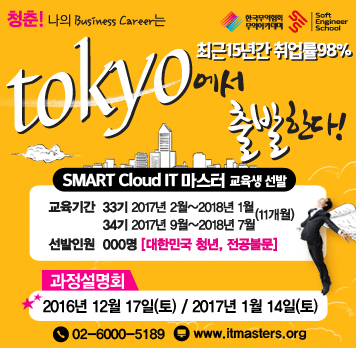 청춘! 나의 Business Career는
한국무역협회
무역아카데미
Soft
Engineer
School
최근15년간 취업률98%
tokyo에서
출발한다!
SMART Cloud IT 마스터 교육생 선발
교육기간 33기 2017년 2월~2018년 1월
34기 2017년 9월~2018년 7월
(11개월)
선발인원 000명 [대한민국 청년, 전공불문]
과정설명회
2016년 12월 17일(토) / 2017년 1월 14일(토)
02-6000-5189 www.itmasters.org